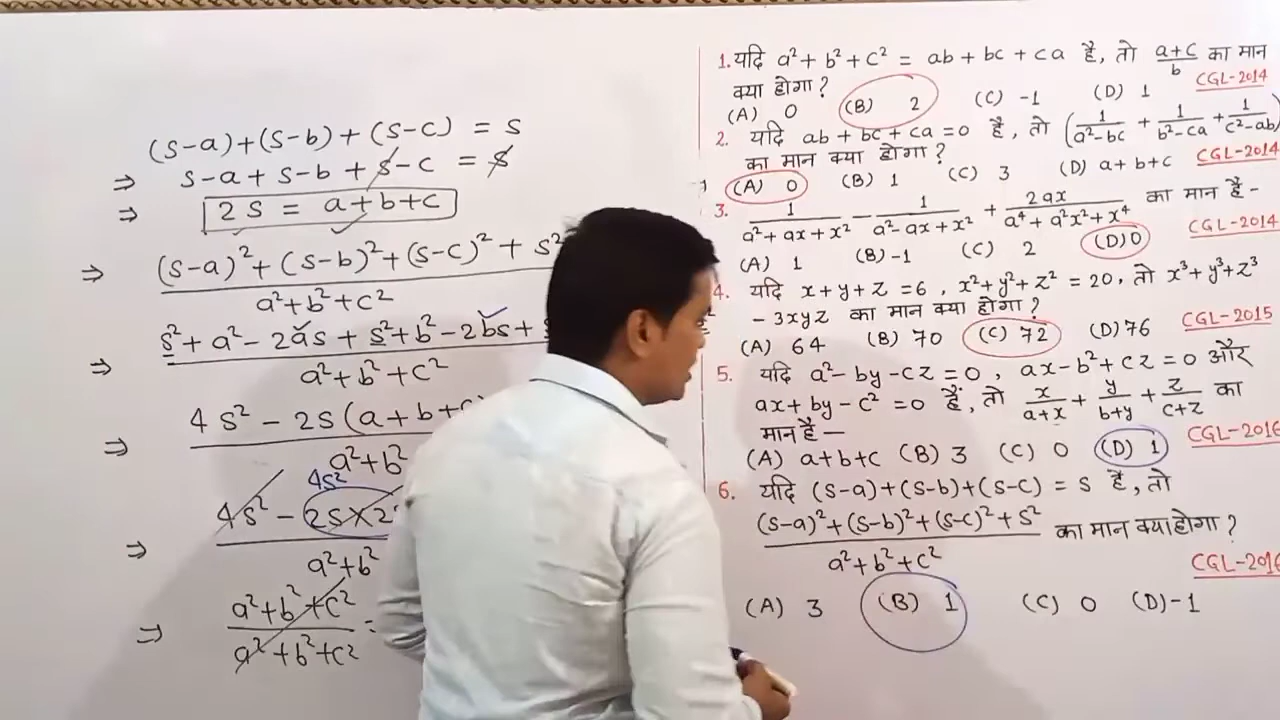 (s-a)+(s-b)+(s-c) = s
⇒ s-a+s-b+s-c = s
⇒ 2s = a+b+c
⇒ (s-a)²+(s-b)²+(s-c)²+s²
a²+b²+c²
⇒ s²+a²-2as+s²+b²-2bs+
a²+b²+c²
⇒ 4s²-2s(a+b+c
a²+b²
4s²
⇒ 4s²-2s×2
a²+b²
⇒ a²+b²+c²
a²+b²+c² =
1. यदि a²+b²+c² = ab+bc+ca है, तो (a+c)/b का मान
क्या होगा? CGL-2014
(A) 0 (B) 2 (C) -1 (D) 1
2. यदि ab+bc+ca=0 है, तो (1/(a²-bc) + 1/(b²-ca) + 1/(c²-ab)
का मान क्या होगा? CGL-2014
(A) 0 (B) 1 (C) 3 (D) a+b+c
3. 1/(a²+ax+x²) - 1/(a²-ax+x²) + 2ax/(a⁴+a²x²+x⁴) का मान है-
CGL-2014
(A) 1 (B) -1 (C) 2 (D) 0
4. यदि x+y+z=6, x²+y²+z²=20, तो x³+y³+z³
-3xyz का मान क्या होगा? CGL-2015
(A) 64 (B) 70 (C) 72 (D) 76
5. यदि a²-by-cz=0, ax-b²+cz=0 और
ax+by-c²=0 हैं, तो x/(a+x) + y/(b+y) + z/(c+z) का
मान है- CGL-2016
(A) a+b+c (B) 3 (C) 0 (D) 1
6. यदि (s-a)+(s-b)+(s-c) = s है, तो
(s-a)²+(s-b)²+(s-c)²+s² का मान क्या होगा?
a²+b²+c² CGL-2016
(A) 3 (B) 1 (C) 0 (D) -1